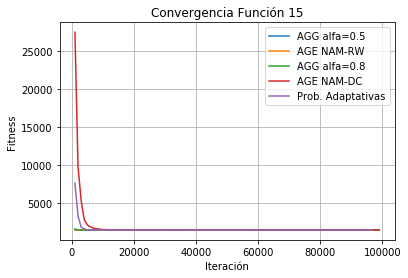 Convergencia Función 15
AGG alfa=0.5
AGE NAM-RW
AGG alfa=0.8
AGE NAM-DC
Prob. Adaptativas
Fitness
25000
20000
15000
10000
5000
0
20000
40000
60000
80000
100000
Iteración